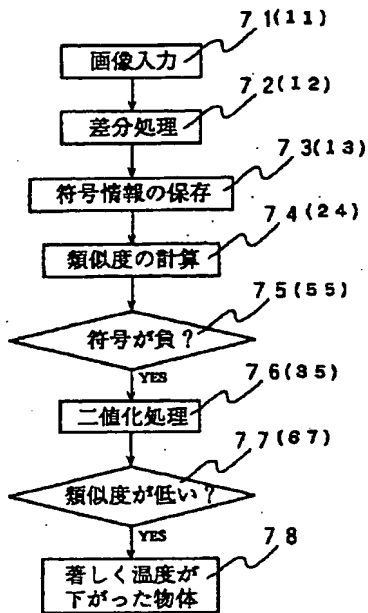 71(11)
画像入力
72(12)
差分処理
73(13)
符号情報の保存
74(24)
類似度の計算
75(55)
符号が負?
YES
76(35)
二値化処理
77(67)
類似度が低い?
YES
78
著しく温度が
下がった物体